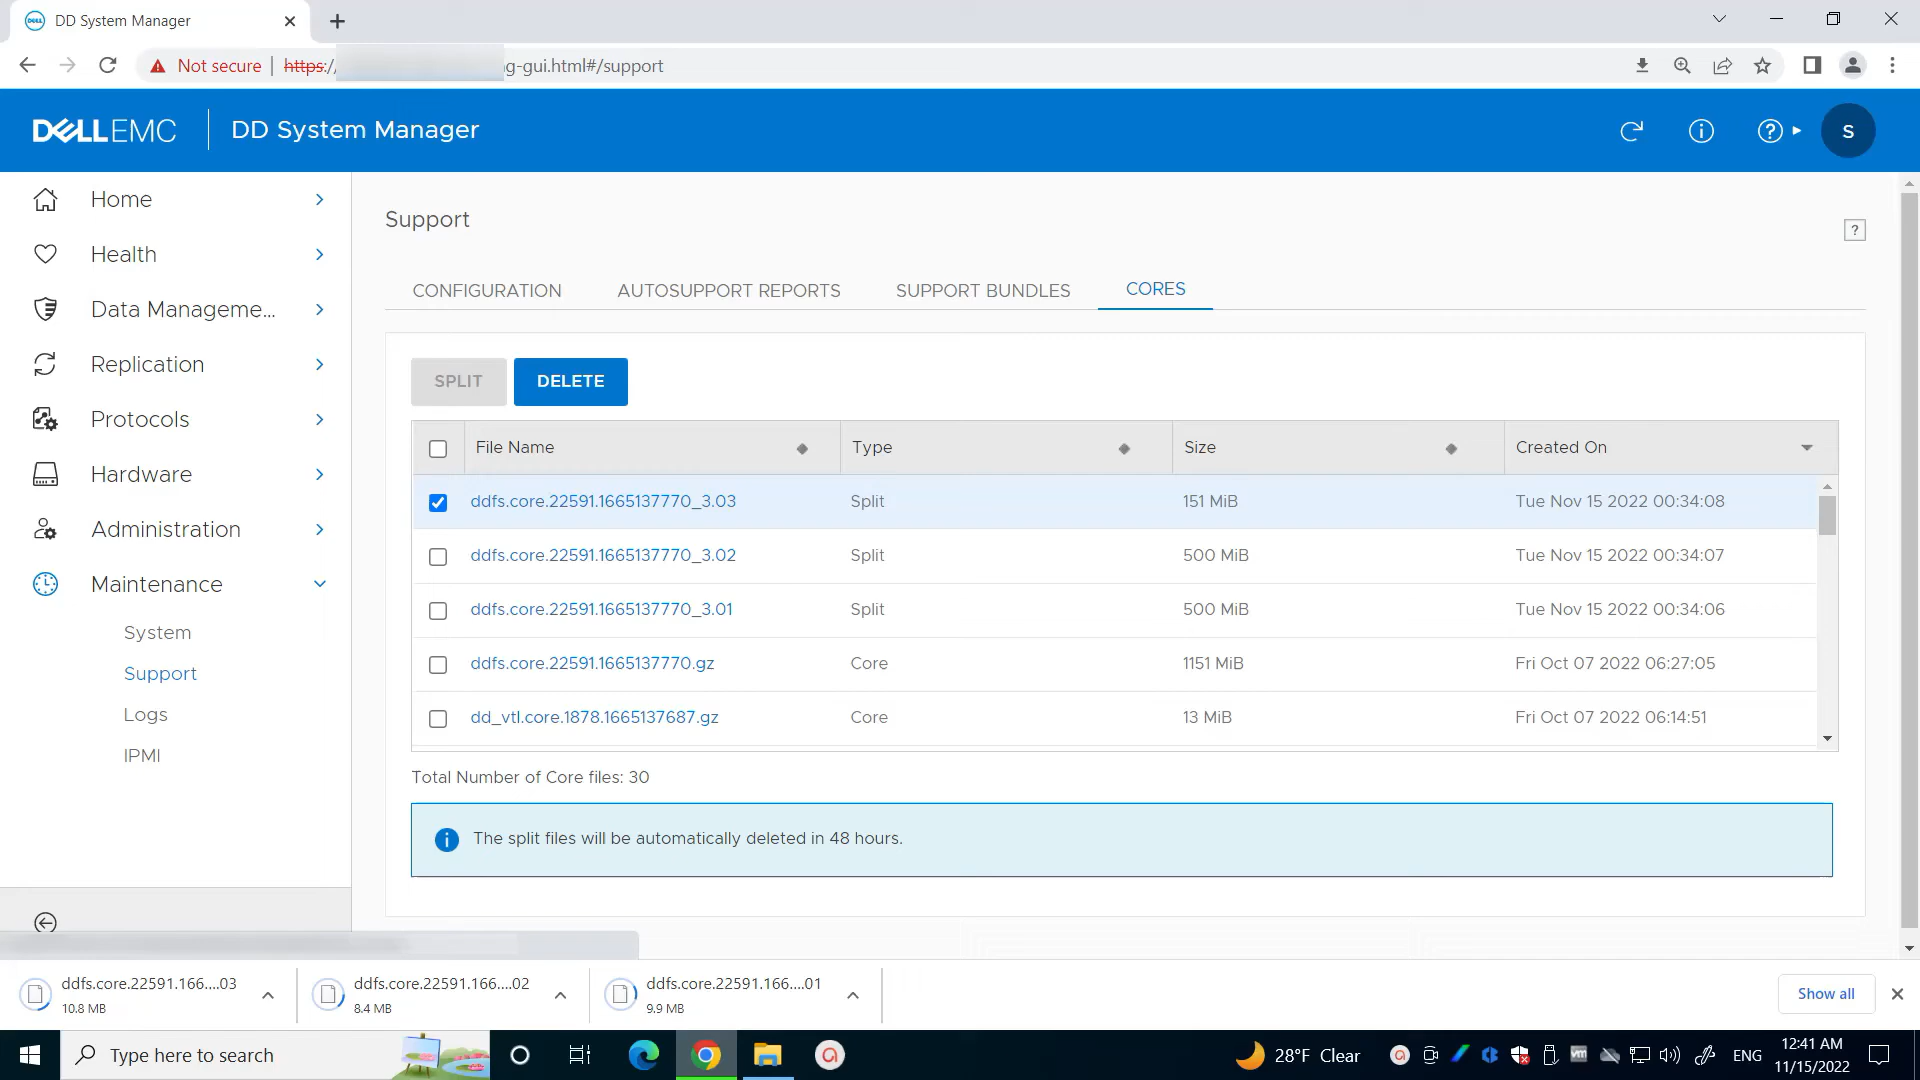 DD System Manager
Not secure
https:/
g-gui.html#/support
DELLEMC
DD System Manager
S
Home
Health
Data Manageme...
Replication
Protocols
Hardware
Administration
Maintenance
System
Support
Logs
IPMI
Support
?
CONFIGURATION
AUTOSUPPORT REPORTS
SUPPORT BUNDLES
CORES
SPLIT
DELETE
File Name
Type
Size
Created On
ddfs.core.22591.1665137770_3.03
Split
151 MiB
Tue Nov 15 2022 00:34:08
ddfs.core.22591.1665137770_3.02
Split
500 MiB
Tue Nov 15 2022 00:34:07
ddfs.core.22591.1665137770_3.01
Split
500 MiB
Tue Nov 15 2022 00:34:06
ddfs.core.22591.1665137770.gz
Core
1151 MiB
Fri Oct 07 2022 06:27:05
dd_vtl.core.1878.1665137687.gz
Core
13 MiB
Fri Oct 07 2022 06:14:51
Total Number of Core files: 30
The split files will be automatically deleted in 48 hours.
ddfs.core.22591.166....03
10.8 MB
ddfs.core.22591.166....02
8.4 MB
ddfs.core.22591.166....01
9.9 MB
Show all
Type here to search
28°F Clear
ENG
12:41 AM
11/15/2022